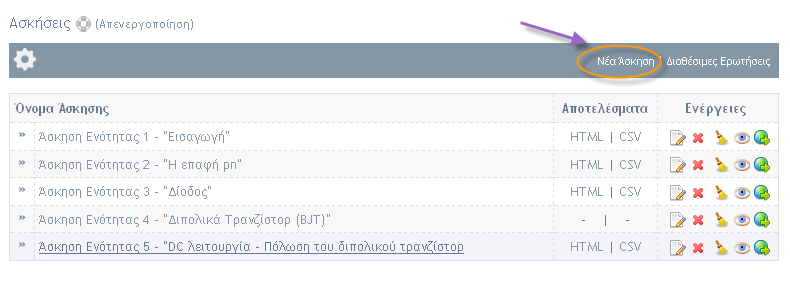 Ασκήσεις (Απενεργοποίηση)
Νέα Άσκηση | Διαθέσιμες Ερωτήσεις
Όνομα Άσκησης Αποτελέσματα Ενέργειες
» Άσκηση Ενότητας 1 - "Εισαγωγή" HTML | CSV
» Άσκηση Ενότητας 2 - "Η επαφή pn" HTML | CSV
» Άσκηση Ενότητας 3 - "Δίοδος" HTML | CSV
» Άσκηση Ενότητας 4 - "Διπολικά Τρανζίστορ (BJT)" - | -
» Άσκηση Ενότητας 5 - "DC λειτουργία - Πόλωση του διπολικού τρανζίστορ HTML | CSV